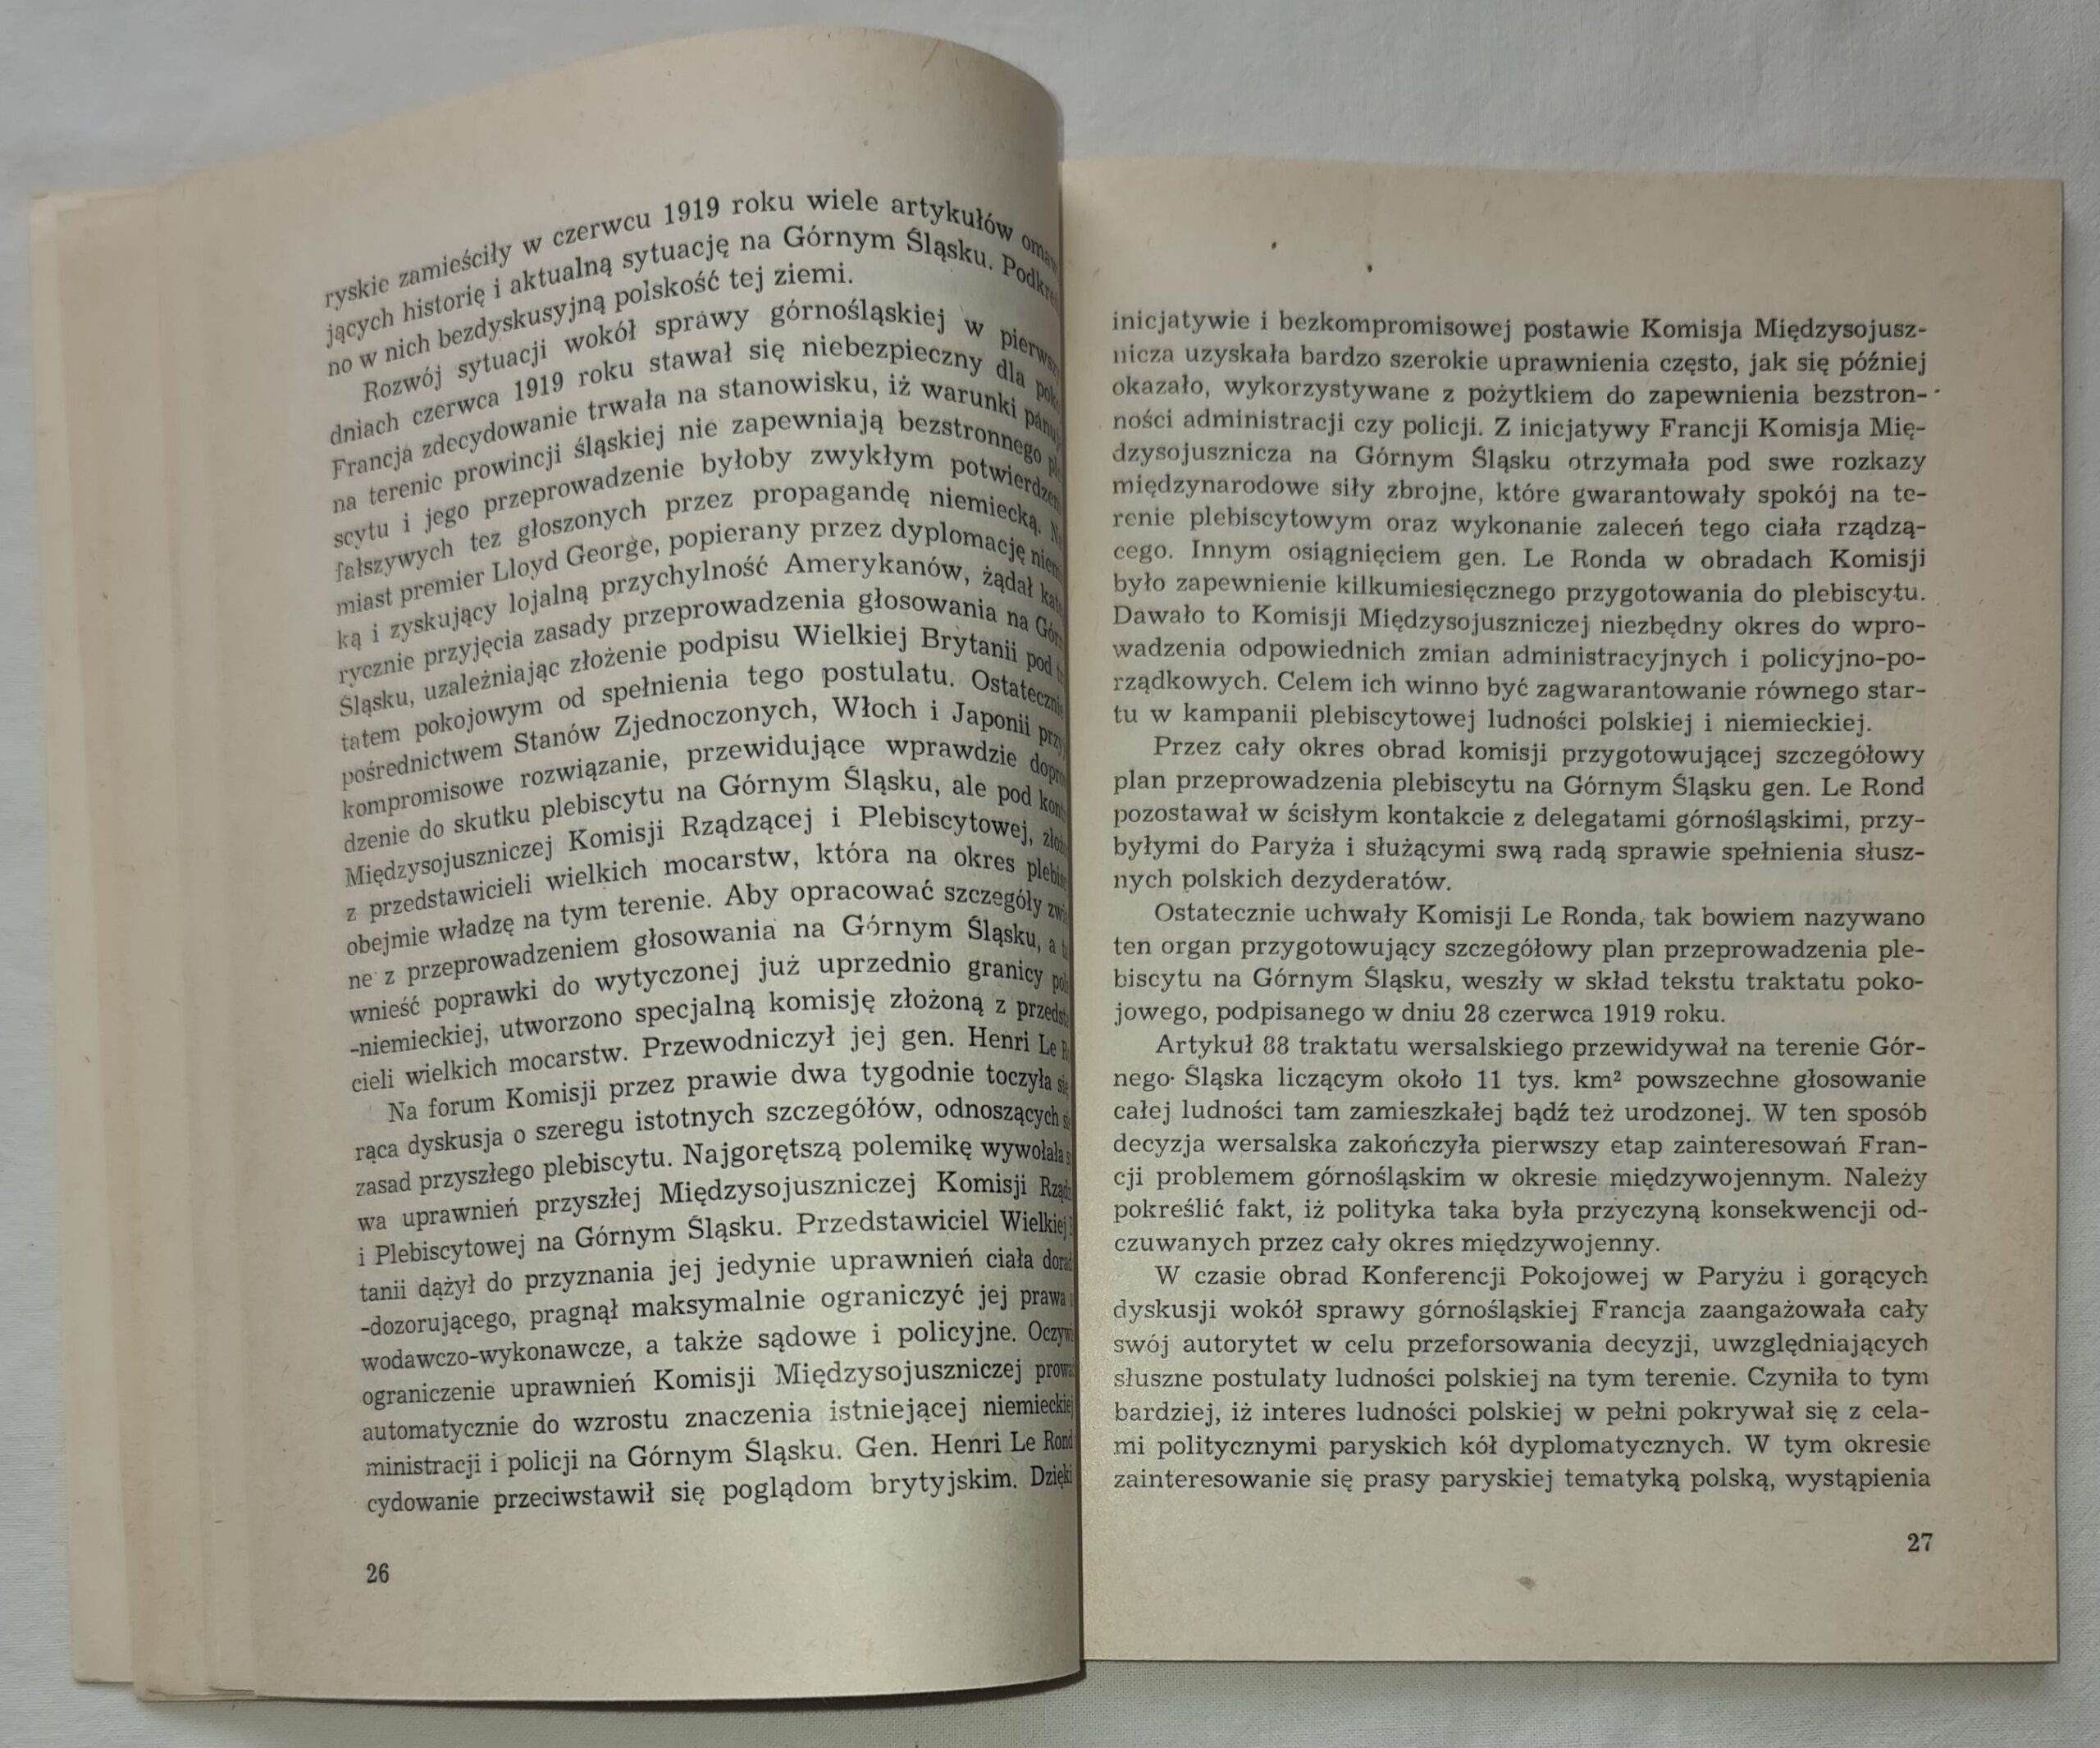 ryskie zamieściły w czerwcu 1919 roku wiele artykułów
jących historię i aktualną sytuację na Górnym Śląsku.
no w nich bezdyskusyjną polskość tej ziemi.
Rozwój sytuacji wokół sprawy górnośląskiej w
dniach czerwca 1919 roku stawał się niebezpieczny dla
Francja zdecydowanie trwała na stanowisku, iż warunki
na terenie prowincji śląskiej nie zapewniają bezstronnego
scytu i jego przeprowadzenie byłoby zwykłym
fałszywych tez głoszonych przez propagandę niemiecką.
miast premier Lloyd George, popierany przez dyplomację
ką i zyskujący lojalną przychylność Amerykanów, żądał
rycznie przyjęcia zasady przeprowadzenia głosowania na
Śląsku, uzależniając złożenie podpisu Wielkiej Brytanii pod
tatem pokojowym od spełnienia tego postulatu. Ostatecznie
pośrednictwem Stanów Zjednoczonych, Włoch i Japonii
kompromisowe rozwiązanie, przewidujące wprawdzie
dzenie do skutku plebiscytu na Górnym Śląsku, ale pod
Międzysojuszniczej Komisji Rządzącej i Plebiscytowej,
z przedstawicieli wielkich mocarstw, która na okres
obejmie władzę na tym terenie. Aby opracować szczegóły
ne z przeprowadzeniem głosowania na Górnym Śląsku, a
wnieść poprawki do wytyczonej już uprzednio granicy
-niemieckiej, utworzono specjalną komisję złożoną z
cieli wielkich mocarstw. Przewodniczył jej gen. Henri Le
Na forum Komisji przez prawie dwa tygodnie toczyła się
rąca dyskusja o szeregu istotnych szczegółów, odnoszących
zasad przyszłego plebiscytu. Najgorętszą polemikę wywołała
wa uprawnień przyszłej Międzysojuszniczej Komisji
i Plebiscytowej na Górnym Śląsku. Przedstawiciel Wielkiej
tanii dążył do przyznania jej jedynie uprawnień ciała
-dozorującego, pragnął maksymalnie ograniczyć jej prawa
wodawczo-wykonawcze, a także sądowe i policyjne.
ograniczenie uprawnień Komisji Międzysojuszniczej
automatycznie do wzrostu znaczenia istniejącej niemieckiej
ministracji i policji na Górnym Śląsku. Gen. Henri Le Rond
cydowanie przeciwstawił się poglądom brytyjskim. Dzięki
26
inicjatywie i bezkompromisowej postawie Komisja Międzysojusz-
nicza uzyskała bardzo szerokie uprawnienia często, jak się później
okazało, wykorzystywane z pożytkiem do zapewnienia bezstron-
ności administracji czy policji. Z inicjatywy Francji Komisja Mię-
dzysojusznicza na Górnym Śląsku otrzymała pod swe rozkazy
międzynarodowe siły zbrojne, które gwarantowały spokój na te-
renie plebiscytowym oraz wykonanie zaleceń tego ciała rządzą-
cego. Innym osiągnięciem gen. Le Ronda w obradach Komisji
było zapewnienie kilkumiesięcznego przygotowania do plebiscytu.
Dawało to Komisji Międzysojuszniczej niezbędny okres do wpro-
wadzenia odpowiednich zmian administracyjnych i policyjno-po-
rządkowych. Celem ich winno być zagwarantowanie równego star-
tu w kampanii plebiscytowej ludności polskiej i niemieckiej.
Przez cały okres obrad komisji przygotowującej szczegółowy
plan przeprowadzenia plebiscytu na Górnym Śląsku gen. Le Rond
pozostawał w ścisłym kontakcie z delegatami górnośląskimi, przy-
byłymi do Paryża i służącymi swą radą sprawie spełnienia słusz-
nych polskich dezyderatów.
Ostatecznie uchwały Komisji Le Ronda, tak bowiem nazywano
ten organ przygotowujący szczegółowy plan przeprowadzenia ple-
biscytu na Górnym Śląsku, weszły w skład tekstu traktatu poko-
jowego, podpisanego w dniu 28 czerwca 1919 roku.
Artykuł 88 traktatu wersalskiego przewidywał na terenie Gór-
nego Śląska liczącym około 11 tys. km² powszechne głosowanie
całej ludności tam zamieszkałej bądź też urodzonej. W ten sposób
decyzja wersalska zakończyła pierwszy etap zainteresowań Fran-
cji problemem górnośląskim w okresie międzywojennym. Należy
pokreślić fakt, iż polityka taka była przyczyną konsekwencji od-
czuwanych przez cały okres międzywojenny.
W czasie obrad Konferencji Pokojowej w Paryżu i gorących
dyskusji wokół sprawy górnośląskiej Francja zaangażowała cały
swój autorytet w celu przeforsowania decyzji, uwzględniających
słuszne postulaty ludności polskiej na tym terenie. Czyniła to tym
bardziej, iż interes ludności polskiej w pełni pokrywał się z cela-
mi politycznymi paryskich kół dyplomatycznych. W tym okresie
zainteresowanie się prasy paryskiej tematyką polską, wystąpienia
27